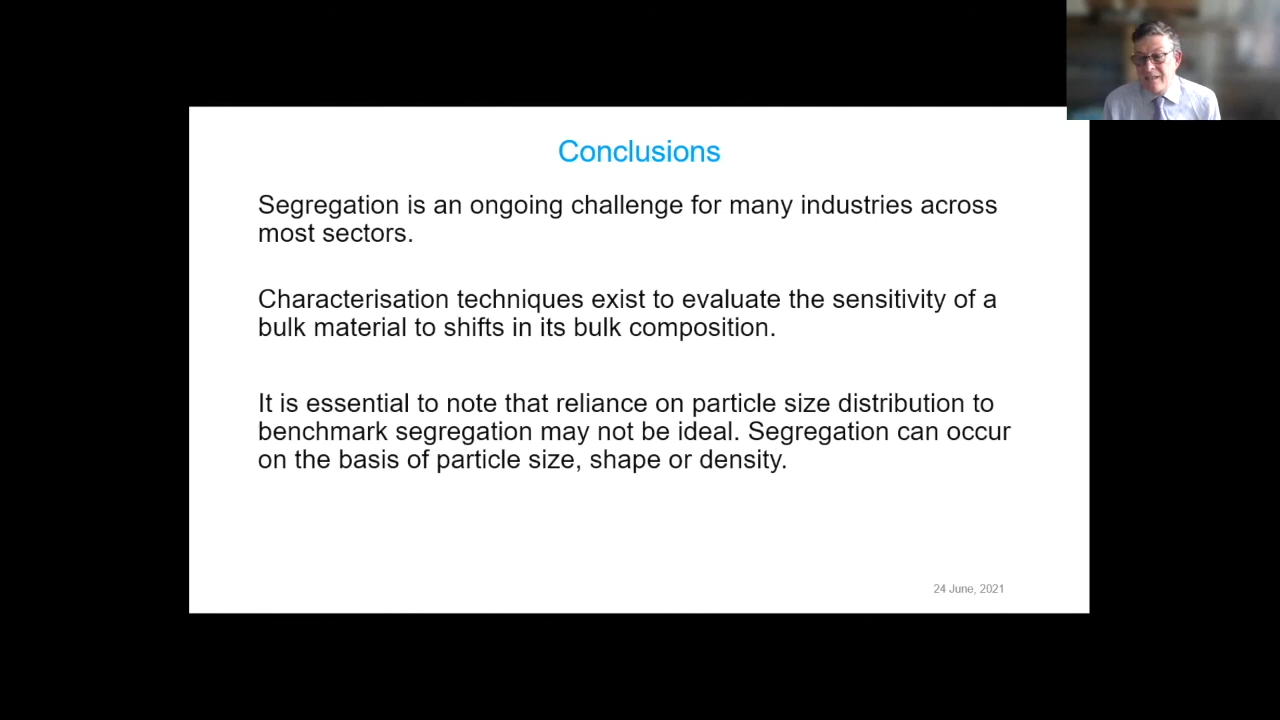 Conclusions
Segregation is an ongoing challenge for many industries across
most sectors.
Characterisation techniques exist to evaluate the sensitivity of a
bulk material to shifts in its bulk composition.
It is essential to note that reliance on particle size distribution to
benchmark segregation may not be ideal. Segregation can occur
on the basis of particle size, shape or density.
24 June, 2021